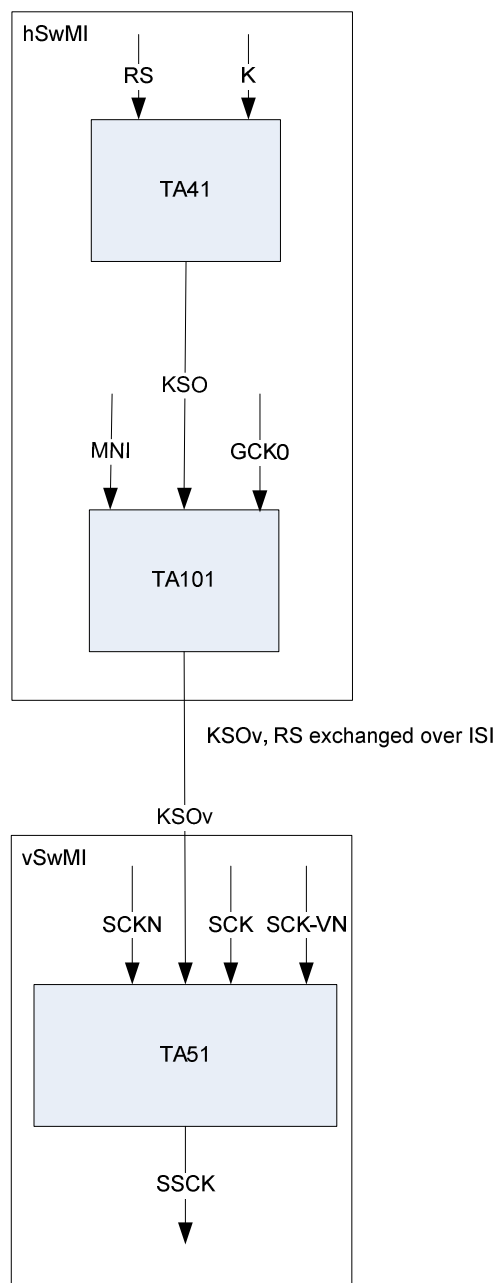 hSwMI
RS
K
TA41
KSO
MNI
GCK0
TA101
KSOv, RS exchanged over ISI
KSOv
vSwMI
SCKN
SCK
SCK-VN
TA51
SSCK